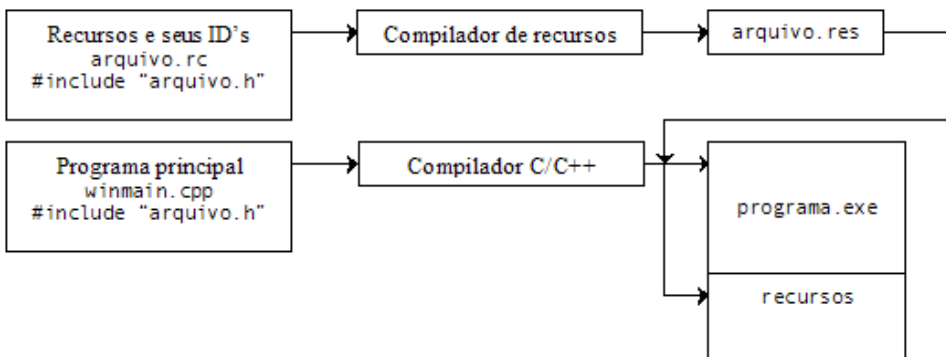 Recursos e seus ID's
arquivo.rc
#include “arquivo.h”
Compilador de recursos
arquivo.res
Programa principal
winmain.cpp
#include “arquivo.h”
Compilador C/C++
programa.exe
recursos